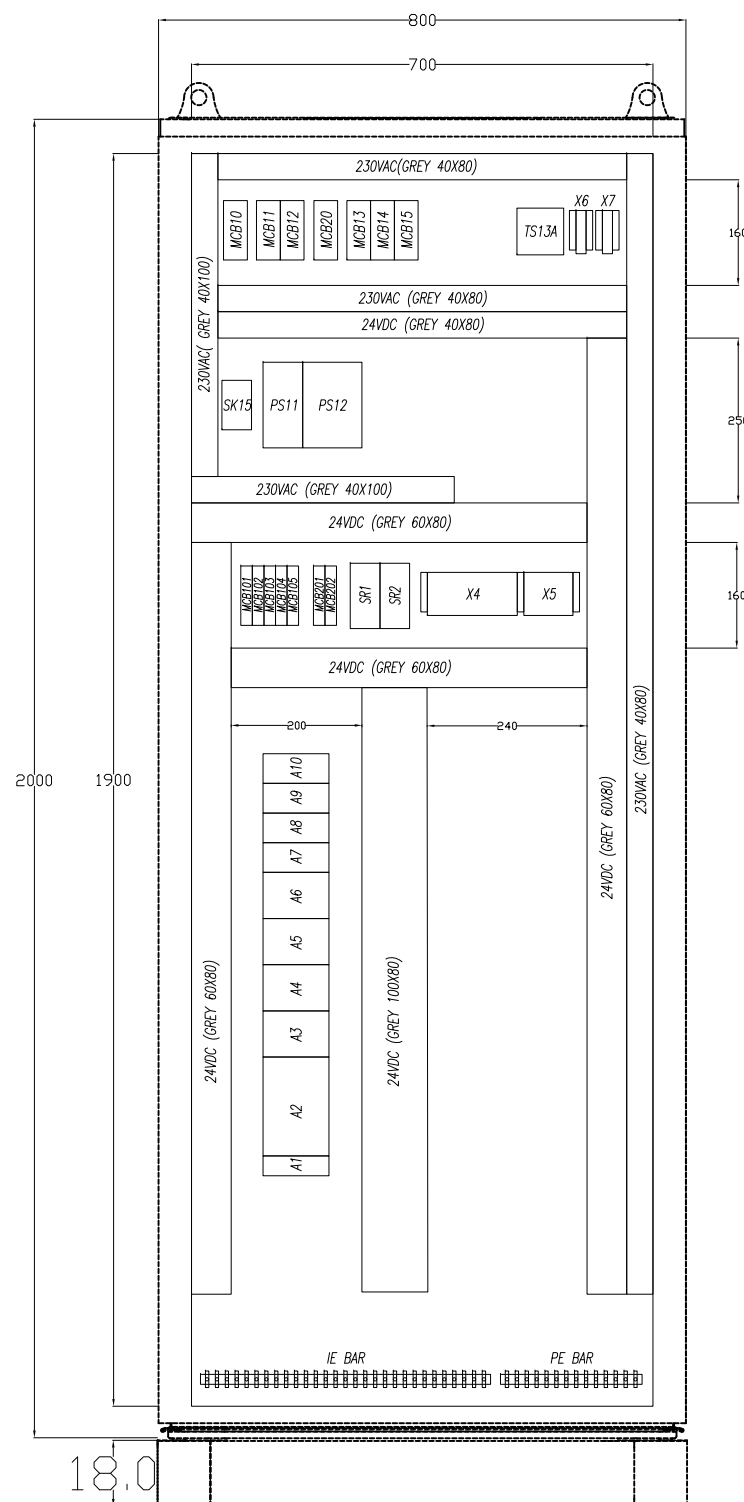 800
700
230VAC(GREY 40X80)
MCB10
MCB11
MCB12
MCB20
MCB13
MCB14
MCB15
TS13A
X6
X7
160
230VAC (GREY 40X80)
24VDC (GREY 40X80)
230VAC( GREY 40X100)
SK15
PS11
PS12
250
230VAC (GREY 40X100)
24VDC (GREY 60X80)
MCB101
MCB102
MCB103
MCB104
MCB105
MCB201
MCB202
SR1
SR2
X4
X5
160
24VDC (GREY 60X80)
200
240
2000
1900
A10
A9
A8
A7
A6
A5
A4
A3
A2
A1
24VDC (GREY 60X80)
24VDC (GREY 100X80)
24VDC (GREY 60X80)
230VAC (GREY 40X80)
IE BAR
PE BAR
18.0